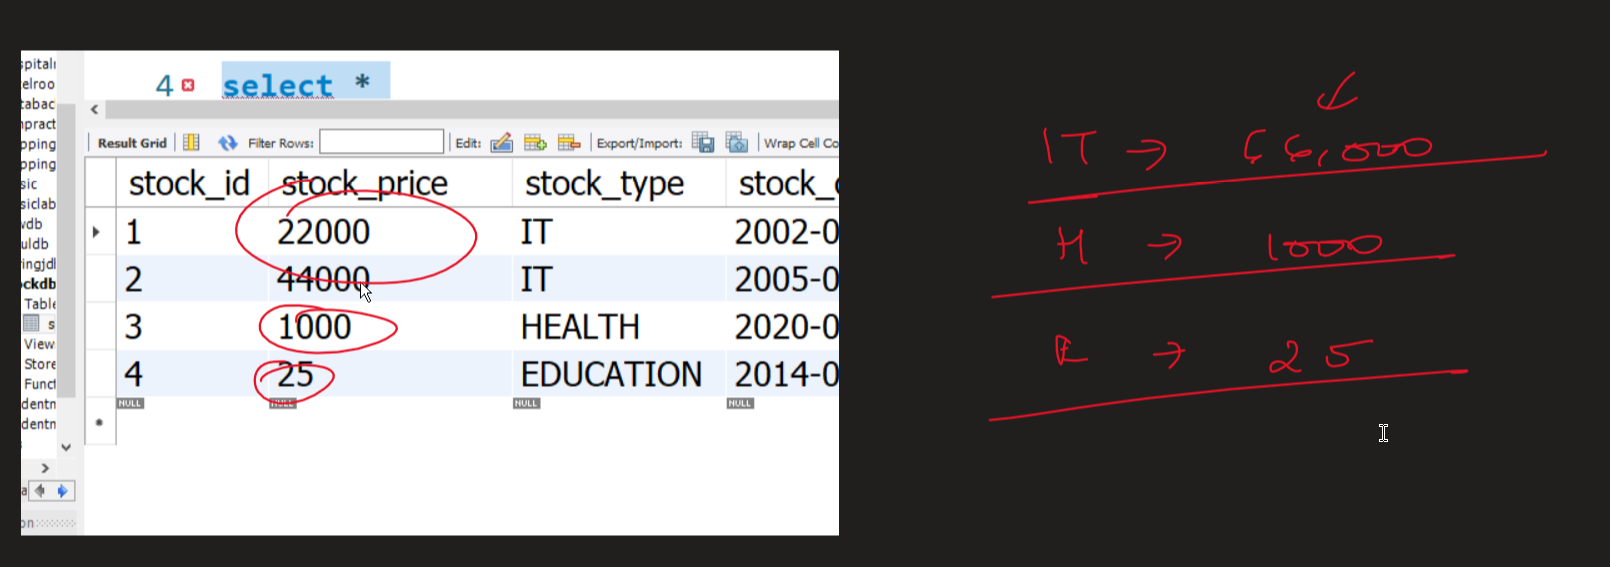 spital
elroo
tabac
npract
pping
pping
sic
siclab
vdb
uldb
ingjdl
ockdb
Table
s
View
Store
Funct
dentn
dentn
a
on
4 select *
Result Grid Filter Rows: Edit: Export/Import: Wrap Cell Co
stock_id stock_price stock_type stock_
1 22000 IT 2002-0
2 44000 IT 2005-0
3 1000 HEALTH 2020-0
4 25 EDUCATION 2014-0
NULL NULL NULL NULL
*
IT → 66,000
H → 1000
E → 25